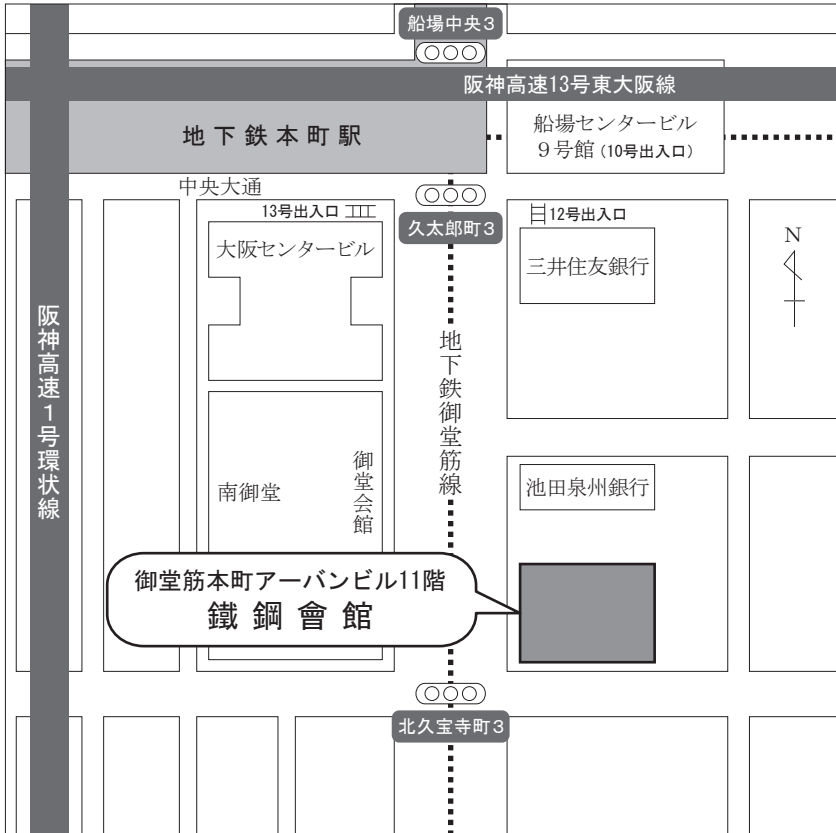 船場中央3
阪神高速13号東大阪線
地下鉄本町駅
船場センタービル
９号館 (10号出入口)
中央大通
13号出入口
久太郎町3
12号出入口
大阪センタービル
三井住友銀行
N
阪神高速１号環状線
地下鉄御堂筋線
南御堂
御堂会館
池田泉州銀行
御堂筋本町アーバンビル11階
鐵鋼會館
北久宝寺町3